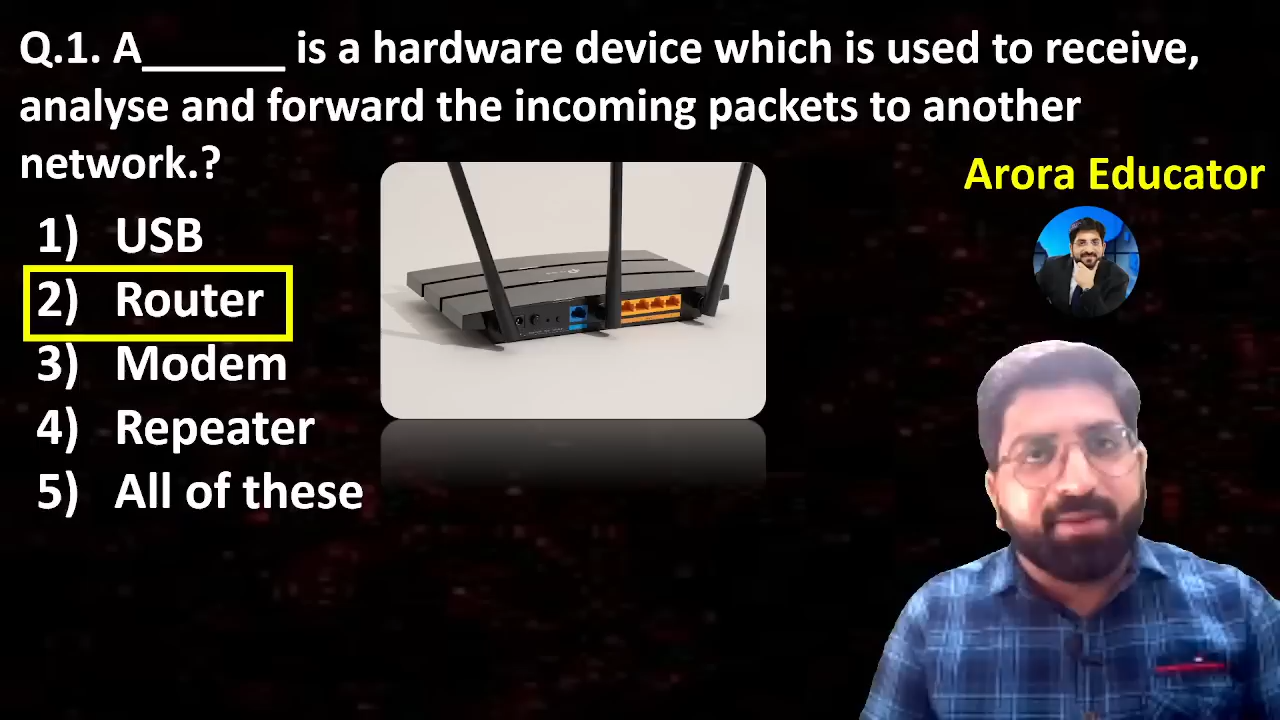 Q.1. A______ is a hardware device which is used to receive,
analyse and forward the incoming packets to another
network.?
Arora Educator
1) USB
2) Router
3) Modem
4) Repeater
5) All of these